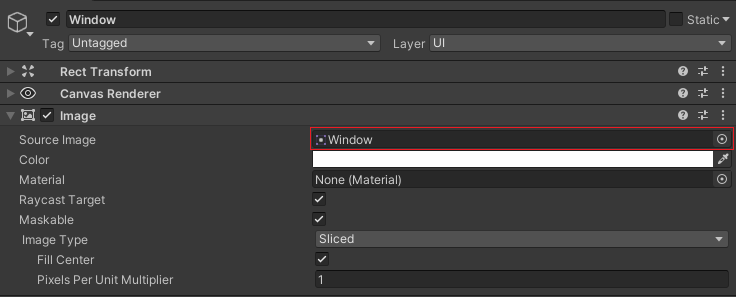 Window Static
Tag Untagged Layer UI
Rect Transform
Canvas Renderer
Image
Source Image Window
Color
Material None (Material)
Raycast Target
Maskable
Image Type Sliced
Fill Center
Pixels Per Unit Multiplier 1